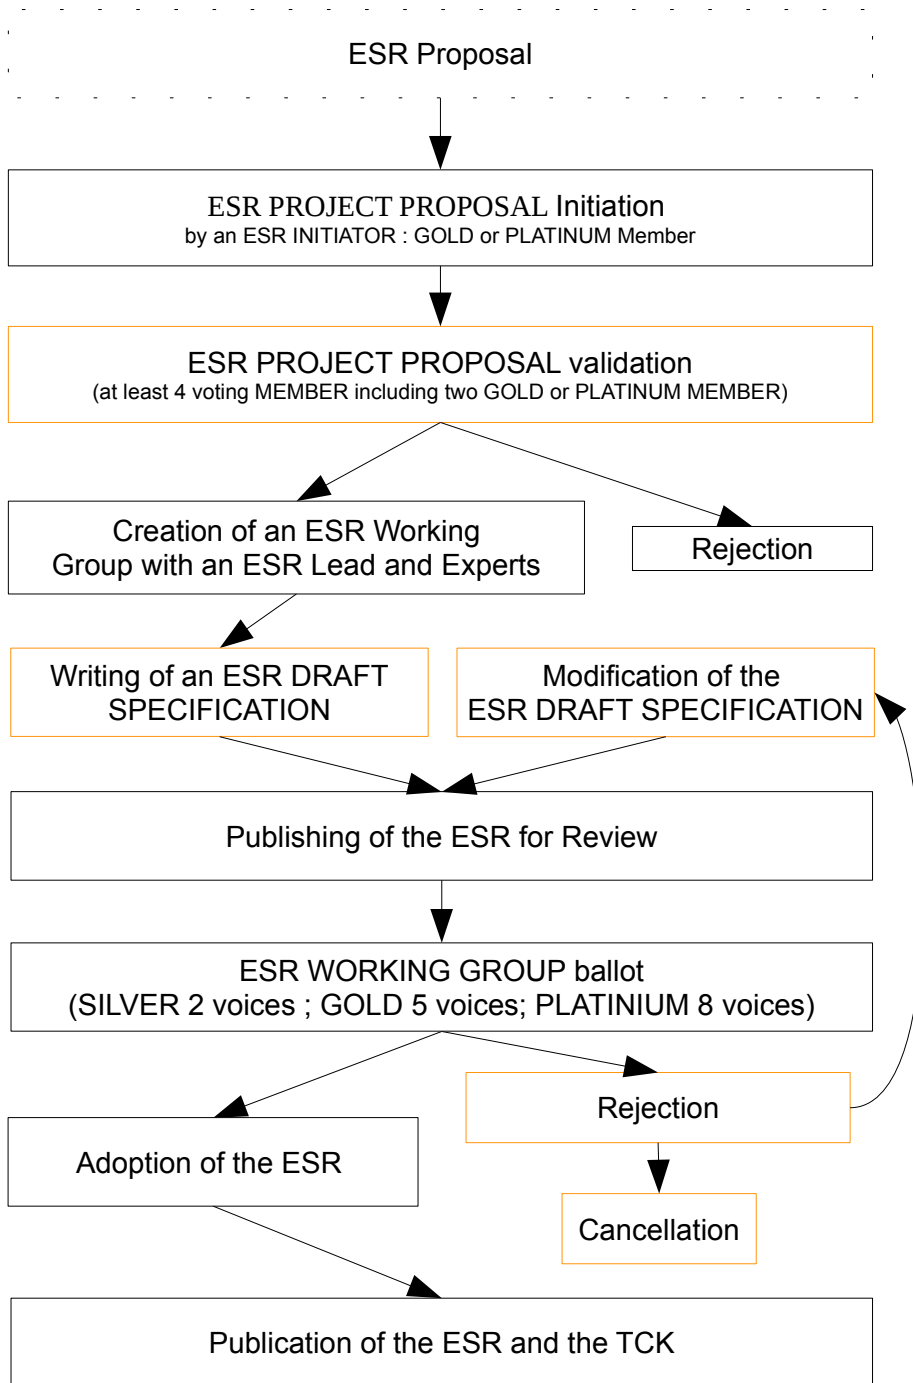 ESR Proposal
ESR PROJECT PROPOSAL Initiation
by an ESR INITIATOR : GOLD or PLATINUM Member
ESR PROJECT PROPOSAL validation
(at least 4 voting MEMBER including two GOLD or PLATINUM MEMBER)
Creation of an ESR Working
Group with an ESR Lead and Experts
Rejection
Writing of an ESR DRAFT
SPECIFICATION
Modification of the
ESR DRAFT SPECIFICATION
Publishing of the ESR for Review
ESR WORKING GROUP ballot
(SILVER 2 voices ; GOLD 5 voices; PLATINIUM 8 voices)
Rejection
Adoption of the ESR
Cancellation
Publication of the ESR and the TCK